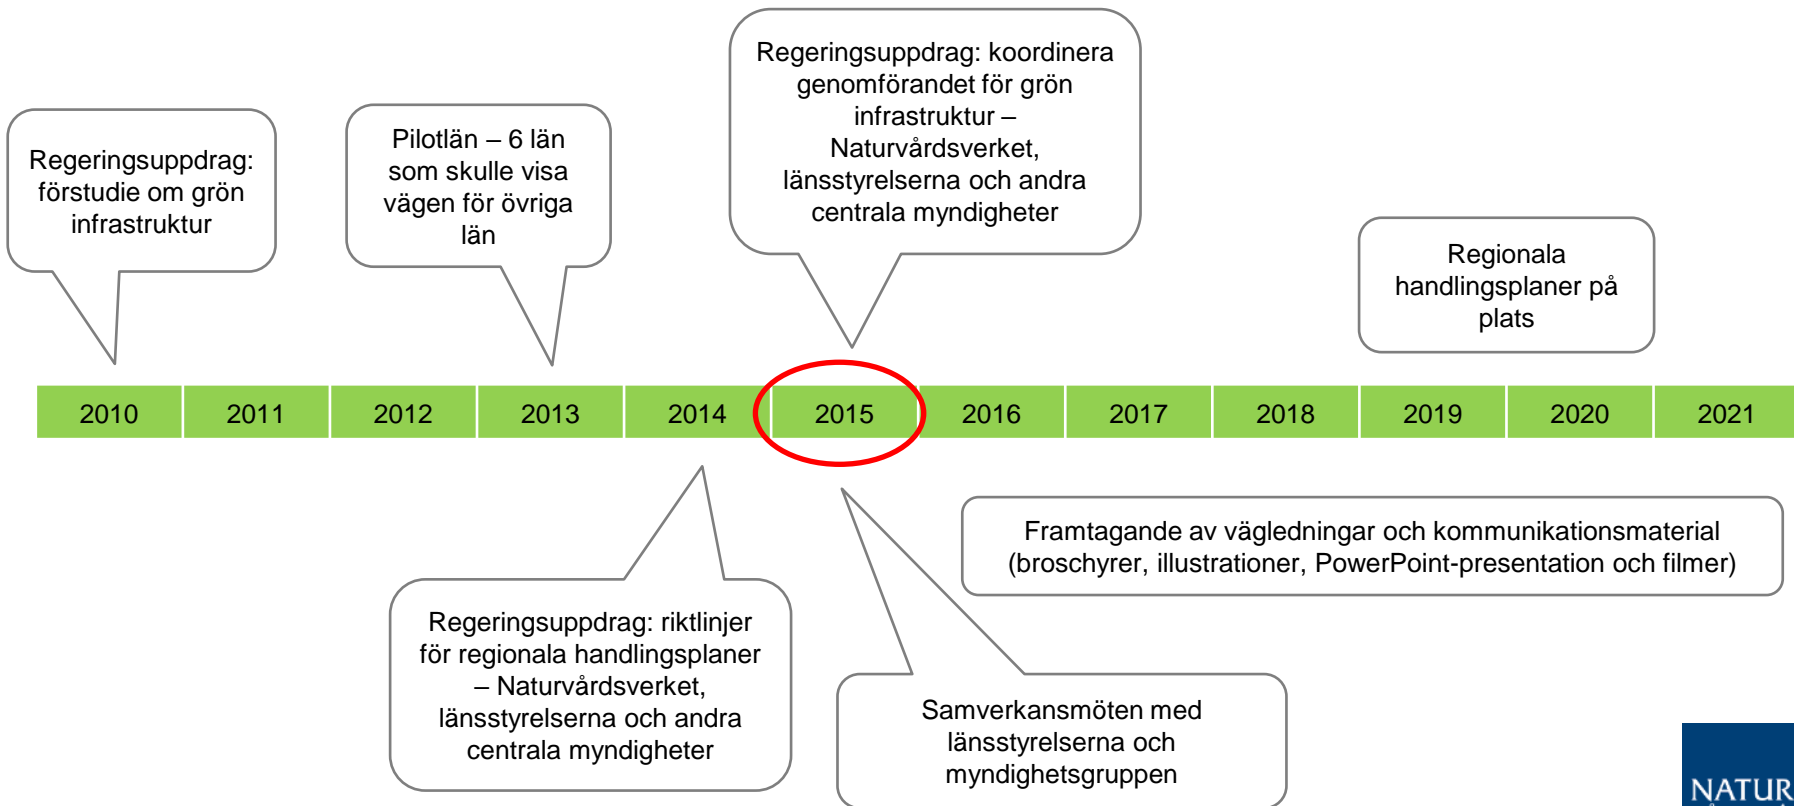 Regeringsuppdrag:
förstudie om grön
infrastruktur
Pilotlän – 6 län
som skulle visa
vägen för övriga
län
Regeringsuppdrag: koordinera
genomförandet för grön
infrastruktur –
Naturvårdsverket,
länsstyrelserna och andra
centrala myndigheter
Regionala
handlingsplaner på
plats
2010 2011 2012 2013 2014 2015 2016 2017 2018 2019 2020 2021
Framtagande av vägledningar och kommunikationsmaterial
(broschyrer, illustrationer, PowerPoint-presentation och filmer)
Regeringsuppdrag: riktlinjer
för regionala handlingsplaner
– Naturvårdsverket,
länsstyrelserna och andra
centrala myndigheter
Samverkansmöten med
länsstyrelserna och
myndighetsgruppen
NATUR